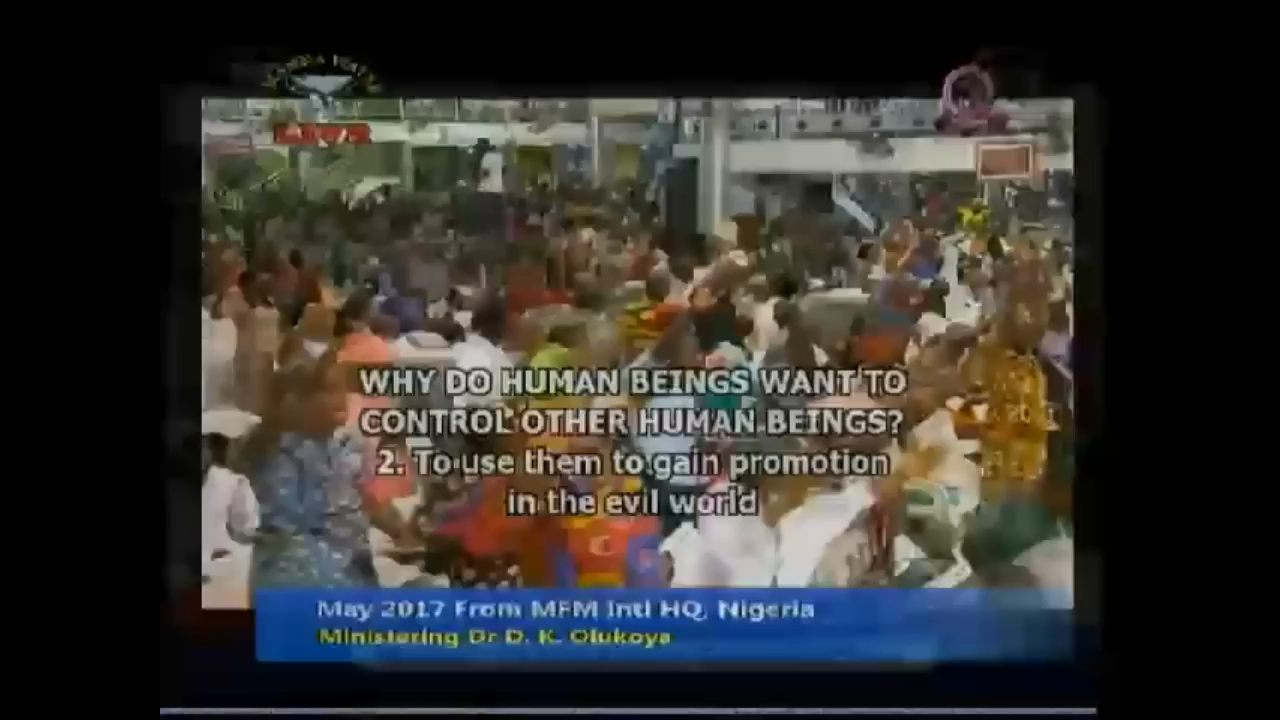 WHY DO HUMAN BEINGS WANT TO
CONTROL OTHER HUMAN BEINGS?
2. To use them to gain promotion
in the evil world
May 2017 From MFM Intl HQ, Nigeria
Ministering Dr D. K. Olukoya